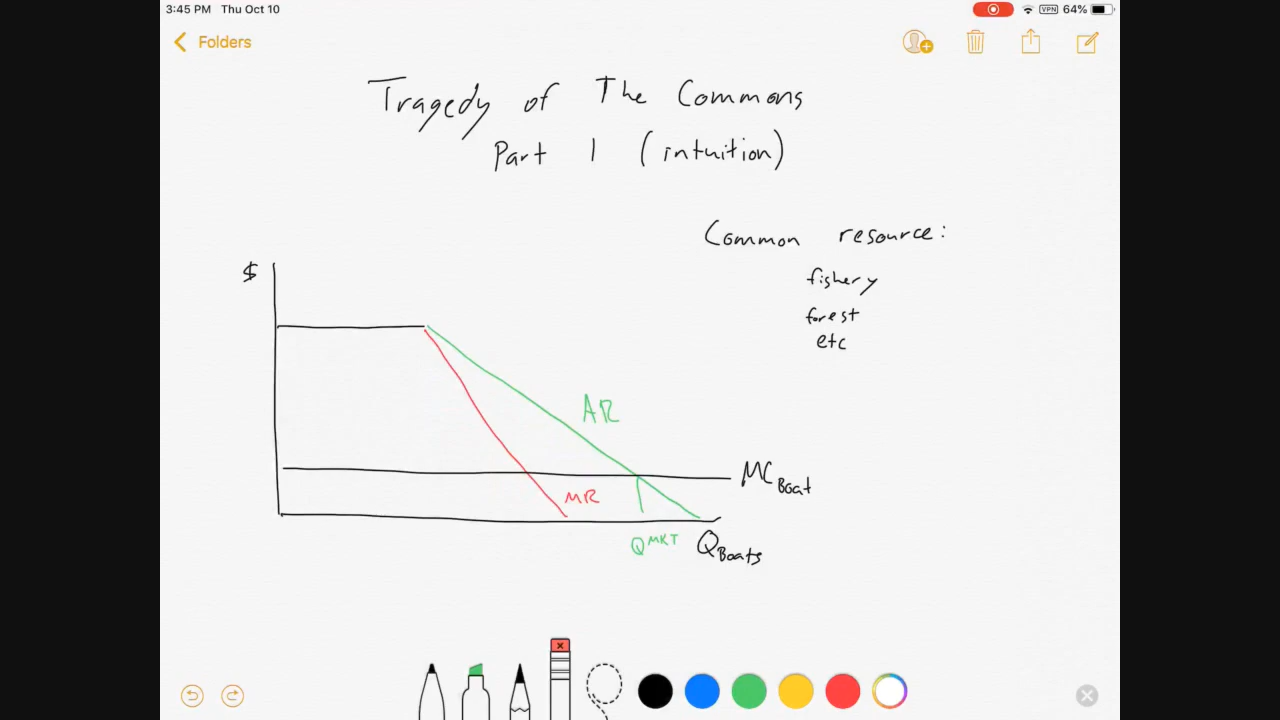 3:45 PM Thu Oct 10
VPN 64%
Folders
Tragedy of The Commons
Part 1 (intuition)
Common resource:
fishery
forest
etc
$
AR
MC Boat
MR
Q MKT
Q Boats